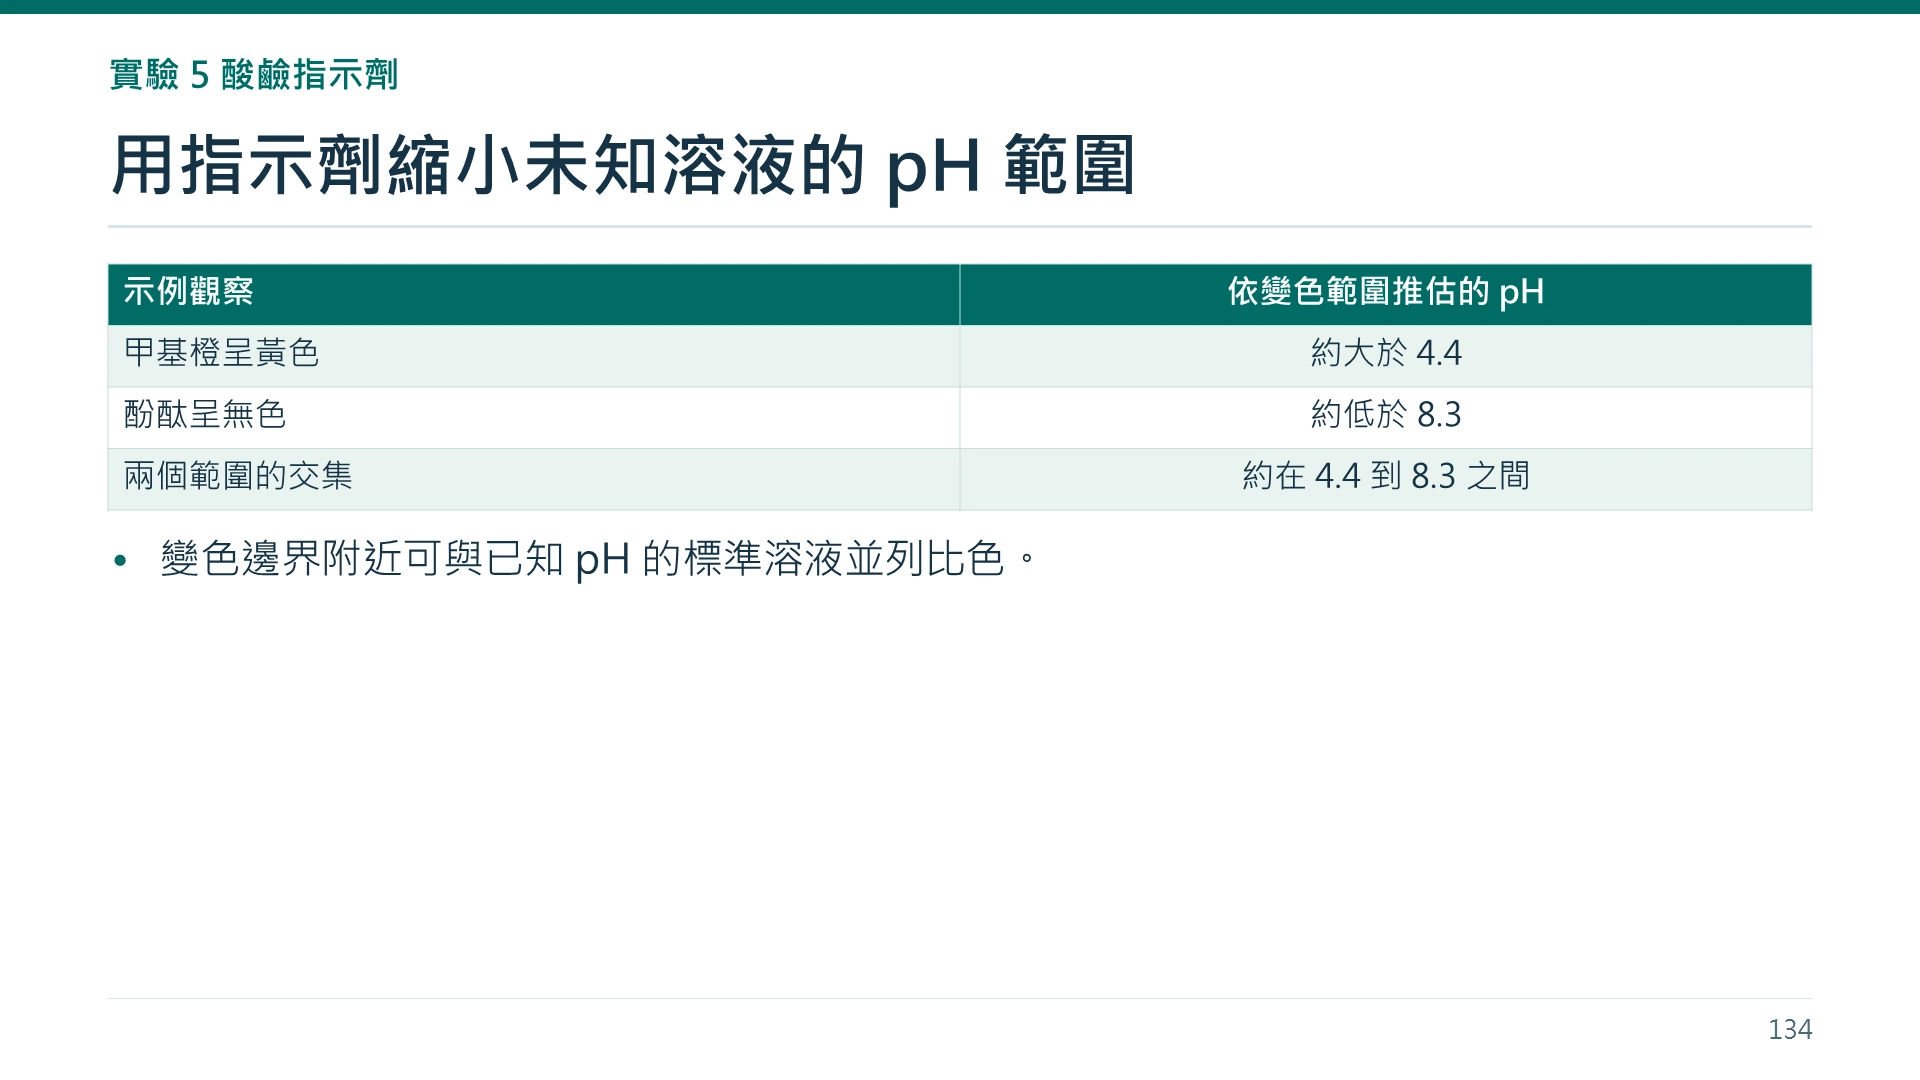 實驗 5 酸鹼指示劑
用指示劑縮小未知溶液的 pH 範圍
示例觀察 依變色範圍推估的 pH
甲基橙呈黃色 約大於 4.4
酚酞呈無色 約低於 8.3
兩個範圍的交集 約在 4.4 到 8.3 之間
• 變色邊界附近可與已知 pH 的標準溶液並列比色。
134